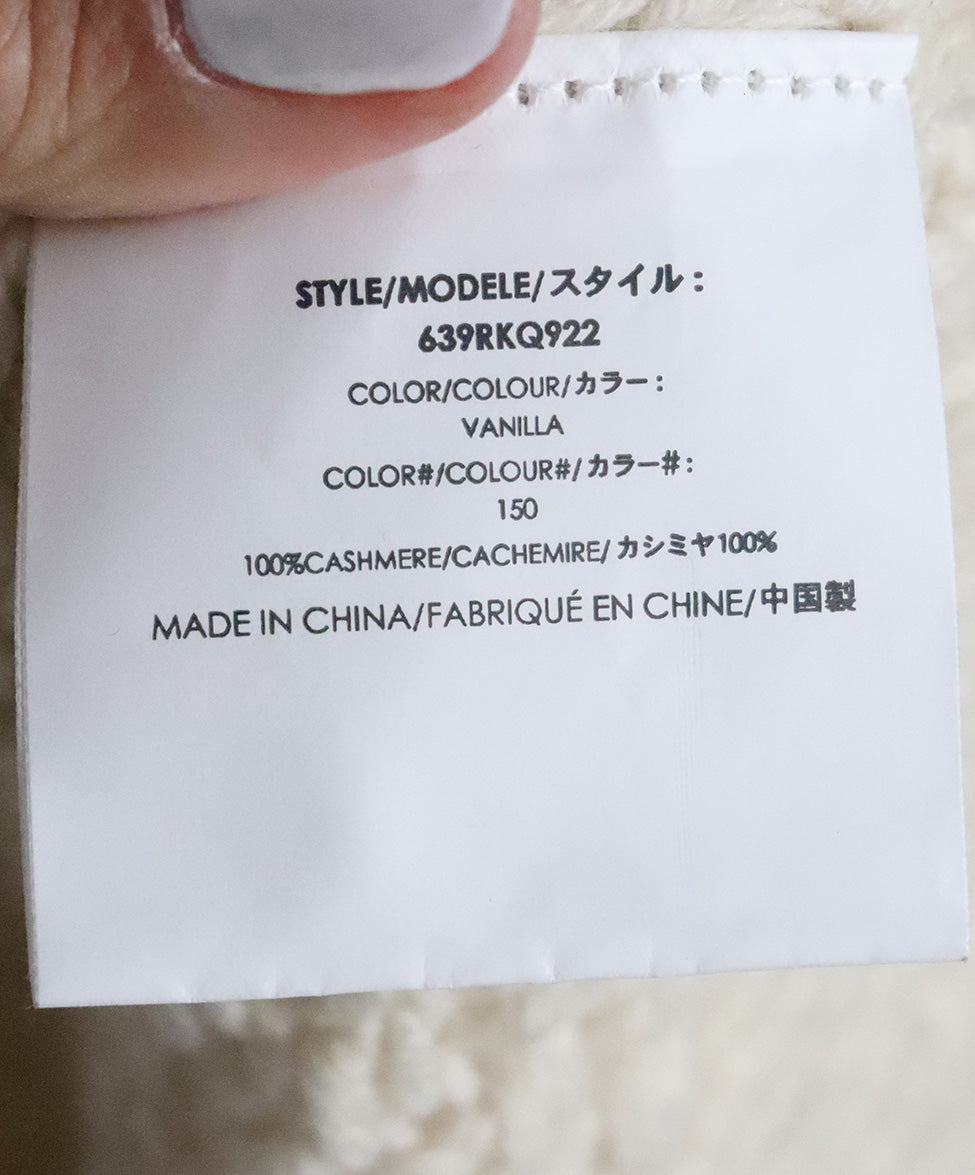 STYLE/MODELE/スタイル:
639RKQ922
COLOR/COLOUR/カラー:
VANILLA
COLOR#/COLOUR#/カラー#:
150
100%CASHMERE/CACHEMIRE/カシミヤ100%
MADE IN CHINA/FABRIQUÉ EN CHINE/中国製